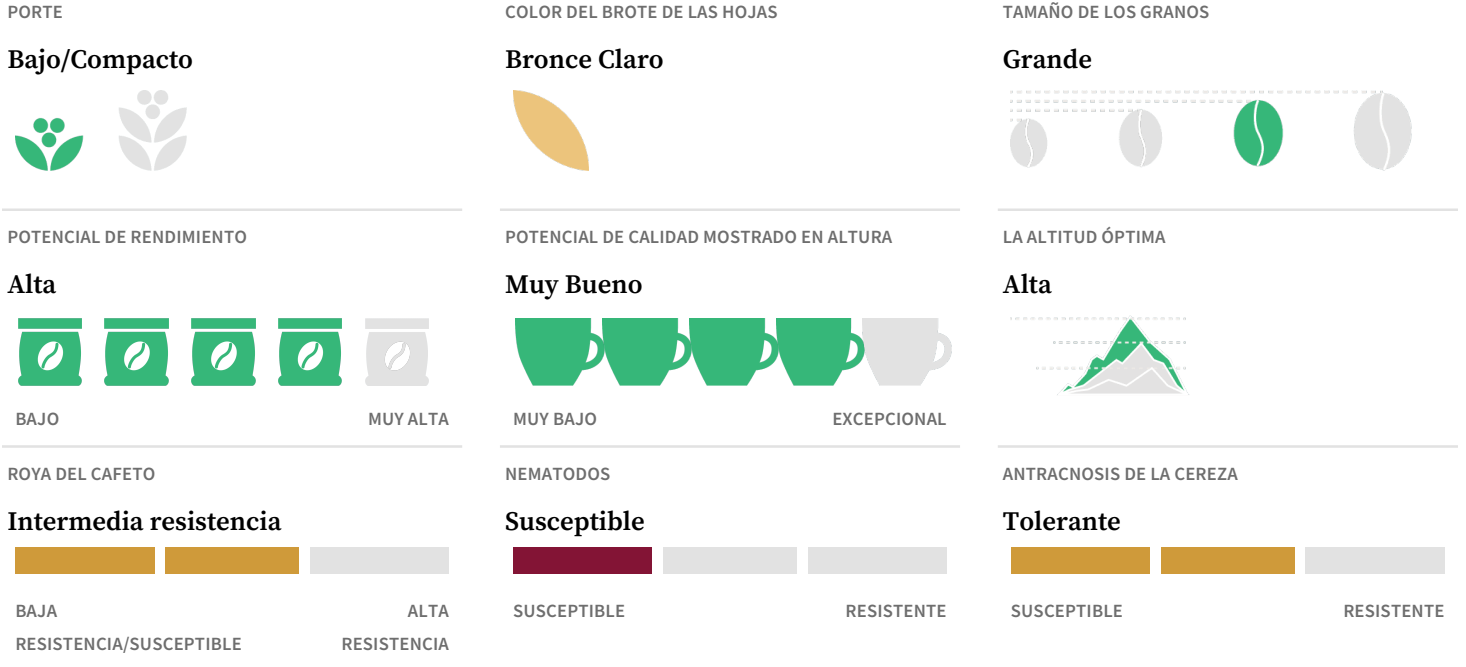 PORTE
Bajo/Compacto
COLOR DEL BROTE DE LAS HOJAS
Bronce Claro
TAMAÑO DE LOS GRANOS
Grande
POTENCIAL DE RENDIMIENTO
Alta
BAJO
MUY ALTA
POTENCIAL DE CALIDAD MOSTRADO EN ALTURA
Muy Bueno
MUY BAJO
EXCEPCIONAL
LA ALTITUD ÓPTIMA
Alta
ROYA DEL CAFETO
Intermedia resistencia
BAJA
RESISTENCIA/SUSCEPTIBLE
ALTA
RESISTENCIA
NEMATODOS
Susceptible
SUSCEPTIBLE
RESISTENTE
ANTRACNOSIS DE LA CEREZA
Tolerante
SUSCEPTIBLE
RESISTENTE